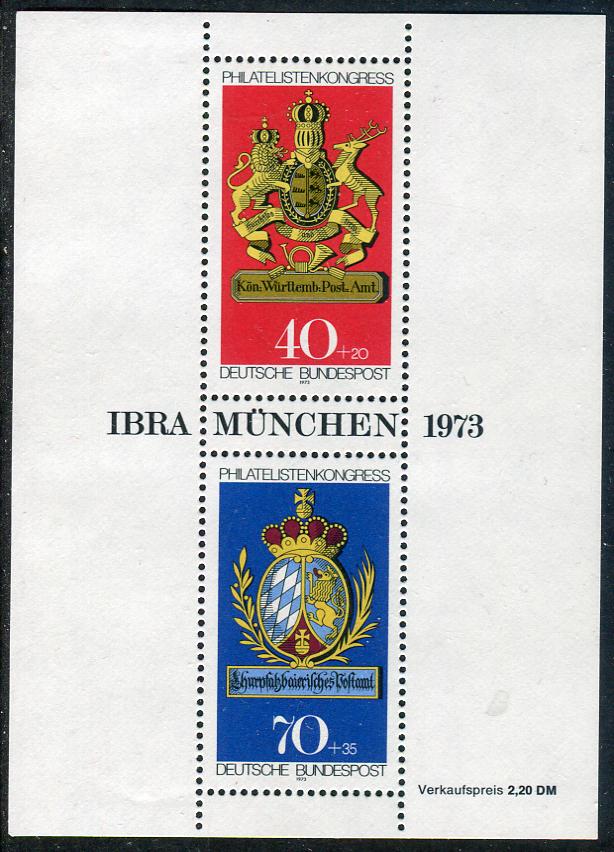 PHILATELISTENKONGRESS
Kön: Württemb: Post- Amt.
40+20
DEUTSCHE BUNDESPOST
1973
IBRA MÜNCHEN 1973
PHILATELISTENKONGRESS
Churpfalzbaierisches Postamt
70+35
DEUTSCHE BUNDESPOST
1973
Verkaufspreis 2,20 DM